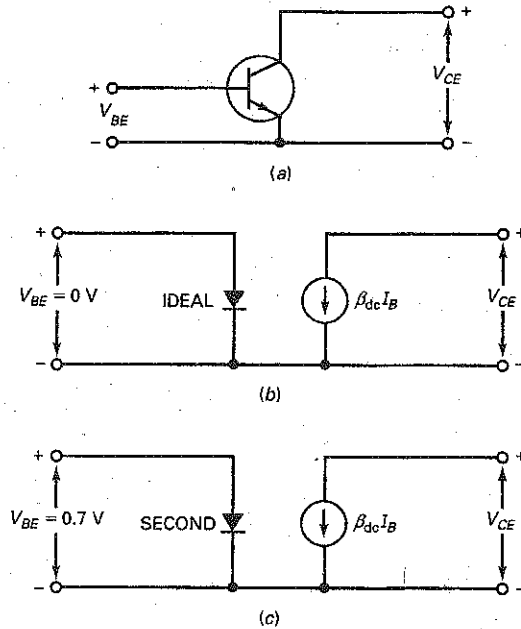 +
+
V_CE
V_BE
−
−
(a)
+
+
V_BE = 0 V
IDEAL
β_dc I_B
V_CE
−
−
(b)
+
+
V_BE = 0.7 V
SECOND
β_dc I_B
V_CE
−
−
(c)